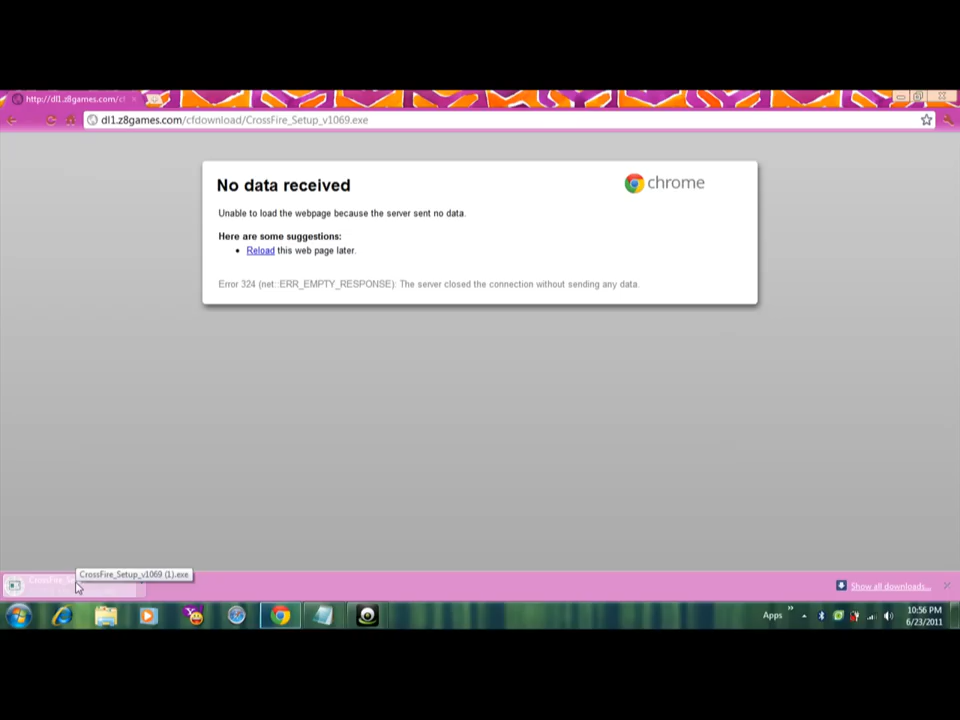 http://dl1.z8games.com/cf
dl1.z8games.com/cfdownload/CrossFire_Setup_v1069.exe
No data received
chrome
Unable to load the webpage because the server sent no data.
Here are some suggestions:
• Reload this web page later.
Error 324 (net::ERR_EMPTY_RESPONSE): The server closed the connection without sending any data.
CrossFire_Setup_v1069 (1).exe
Show all downloads...
Apps
10:56 PM
6/23/2011